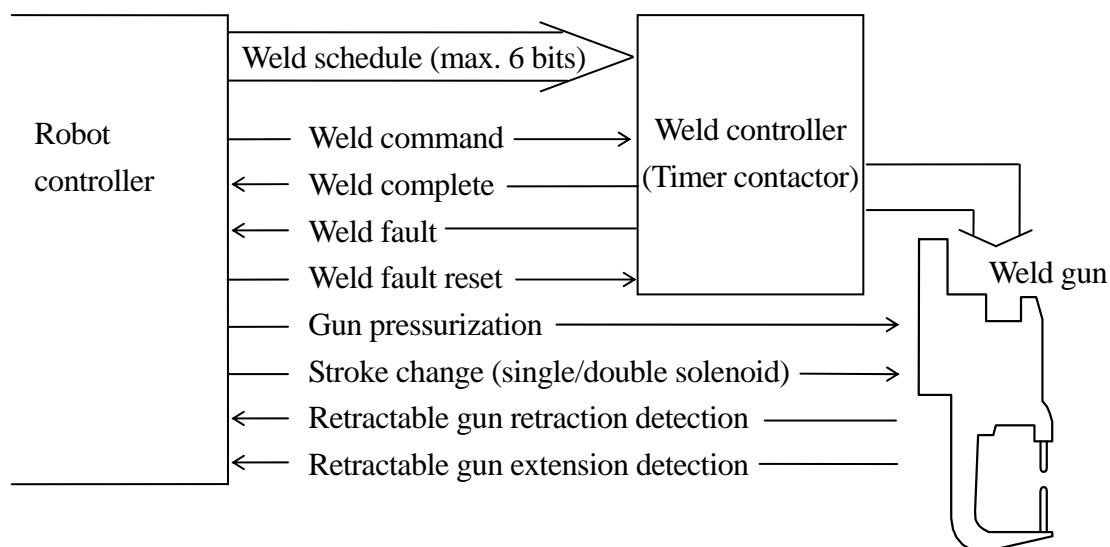 Weld schedule (max. 6 bits)
Robot
controller
Weld command
Weld complete
Weld fault
Weld fault reset
Gun pressurization
Stroke change (single/double solenoid)
Retractable gun retraction detection
Retractable gun extension detection
Weld controller
(Timer contactor)
Weld gun